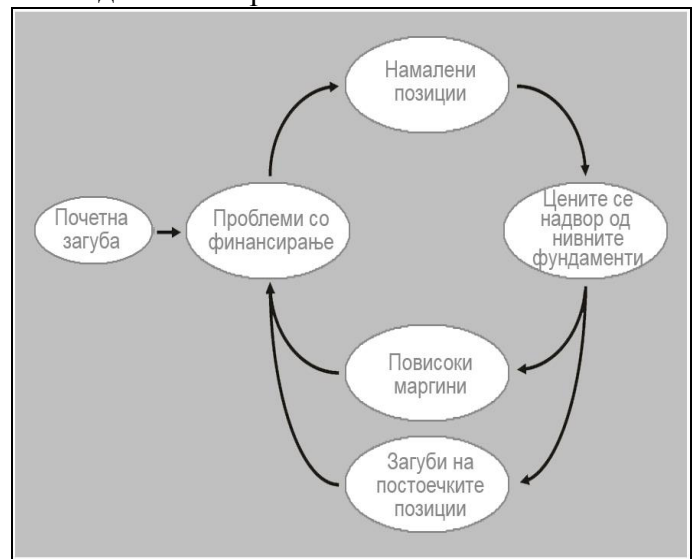 Намалени
позиции
Почетна
загуба
Проблеми со
финансирање
Цените се
надвор од
нивните
фундаменти
Повисоки
маргини
Загуби на
постоечките
позиции